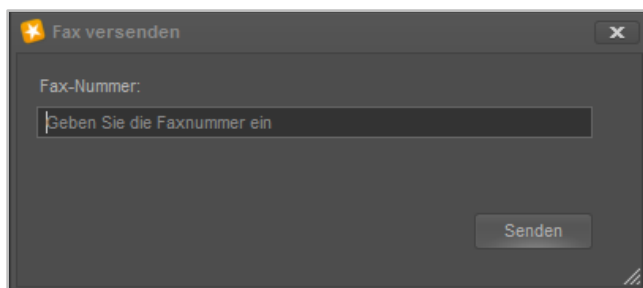 Fax versenden
Fax-Nummer:
Geben Sie die Faxnummer ein
Senden